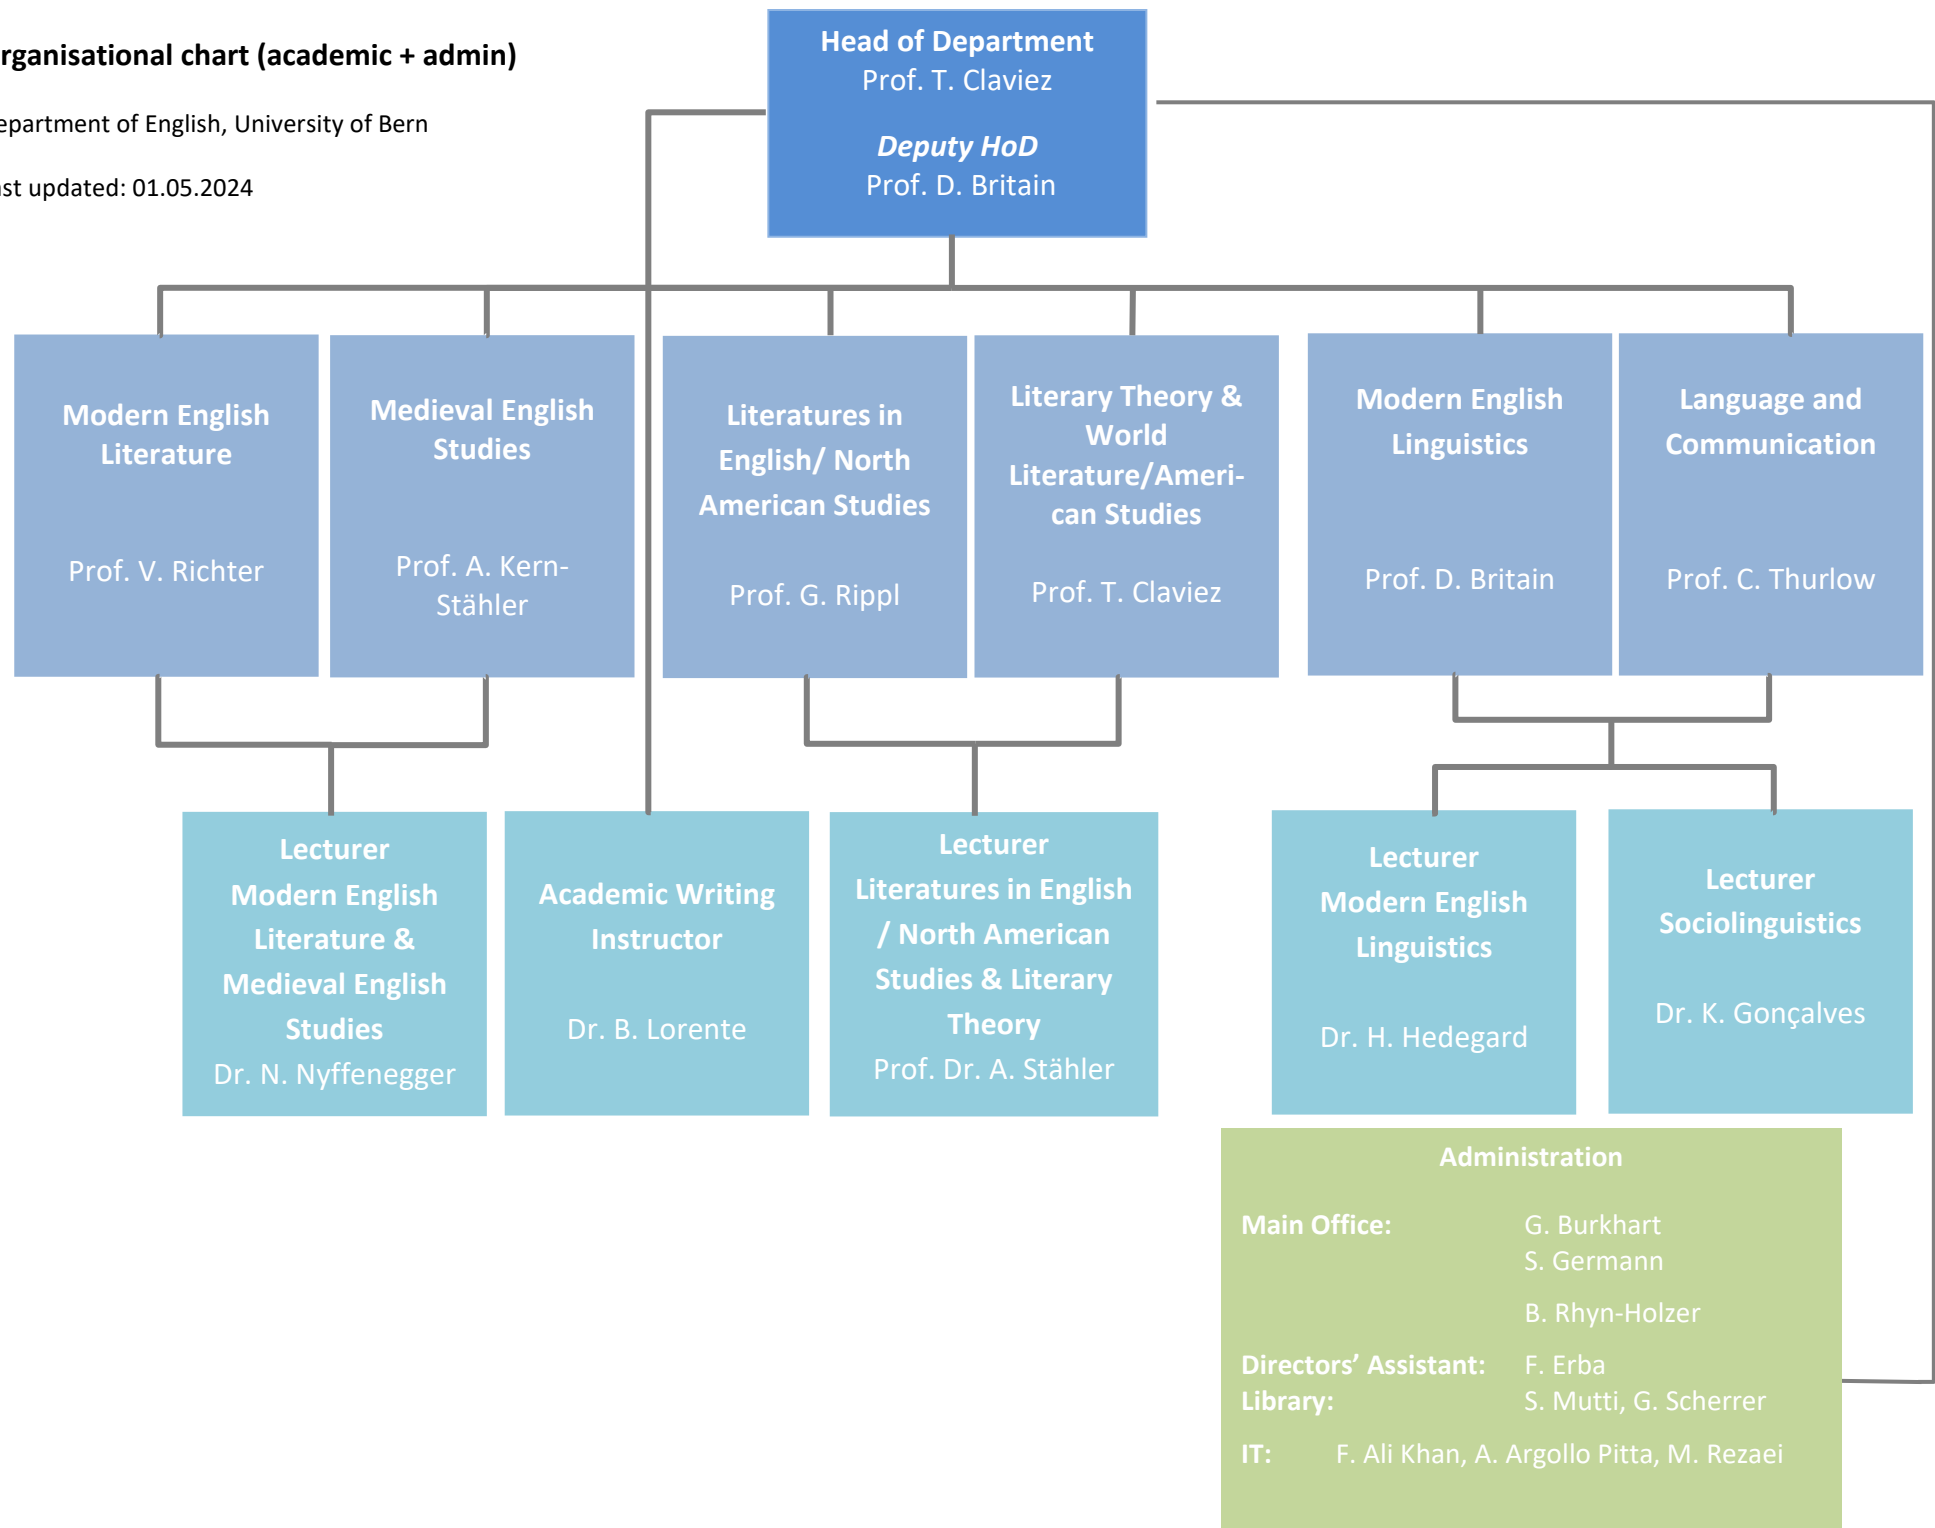 rganisational chart (academic + admin)
epartment of English, University of Bern
st updated: 01.05.2024
Head of Department
Prof. T. Claviez
Deputy HoD
Prof. D. Britain
Modern English
Literature
Prof. V. Richter
Medieval English
Studies
Prof. A. Kern-
Stähler
Literatures in
English/ North
American Studies
Prof. G. Rippl
Literary Theory &
World
Literature/Ameri-
can Studies
Prof. T. Claviez
Modern English
Linguistics
Prof. D. Britain
Language and
Communication
Prof. C. Thurlow
Lecturer
Modern English
Literature &
Medieval English
Studies
Dr. N. Nyffenegger
Academic Writing
Instructor
Dr. B. Lorente
Lecturer
Literatures in English
/ North American
Studies & Literary
Theory
Prof. Dr. A. Stähler
Lecturer
Modern English
Linguistics
Dr. H. Hedegard
Lecturer
Sociolinguistics
Dr. K. Gonçalves
Administration
Main Office: G. Burkhart
S. Germann
B. Rhyn-Holzer
Directors’ Assistant: F. Erba
Library: S. Mutti, G. Scherrer
IT: F. Ali Khan, A. Argollo Pitta, M. Rezaei